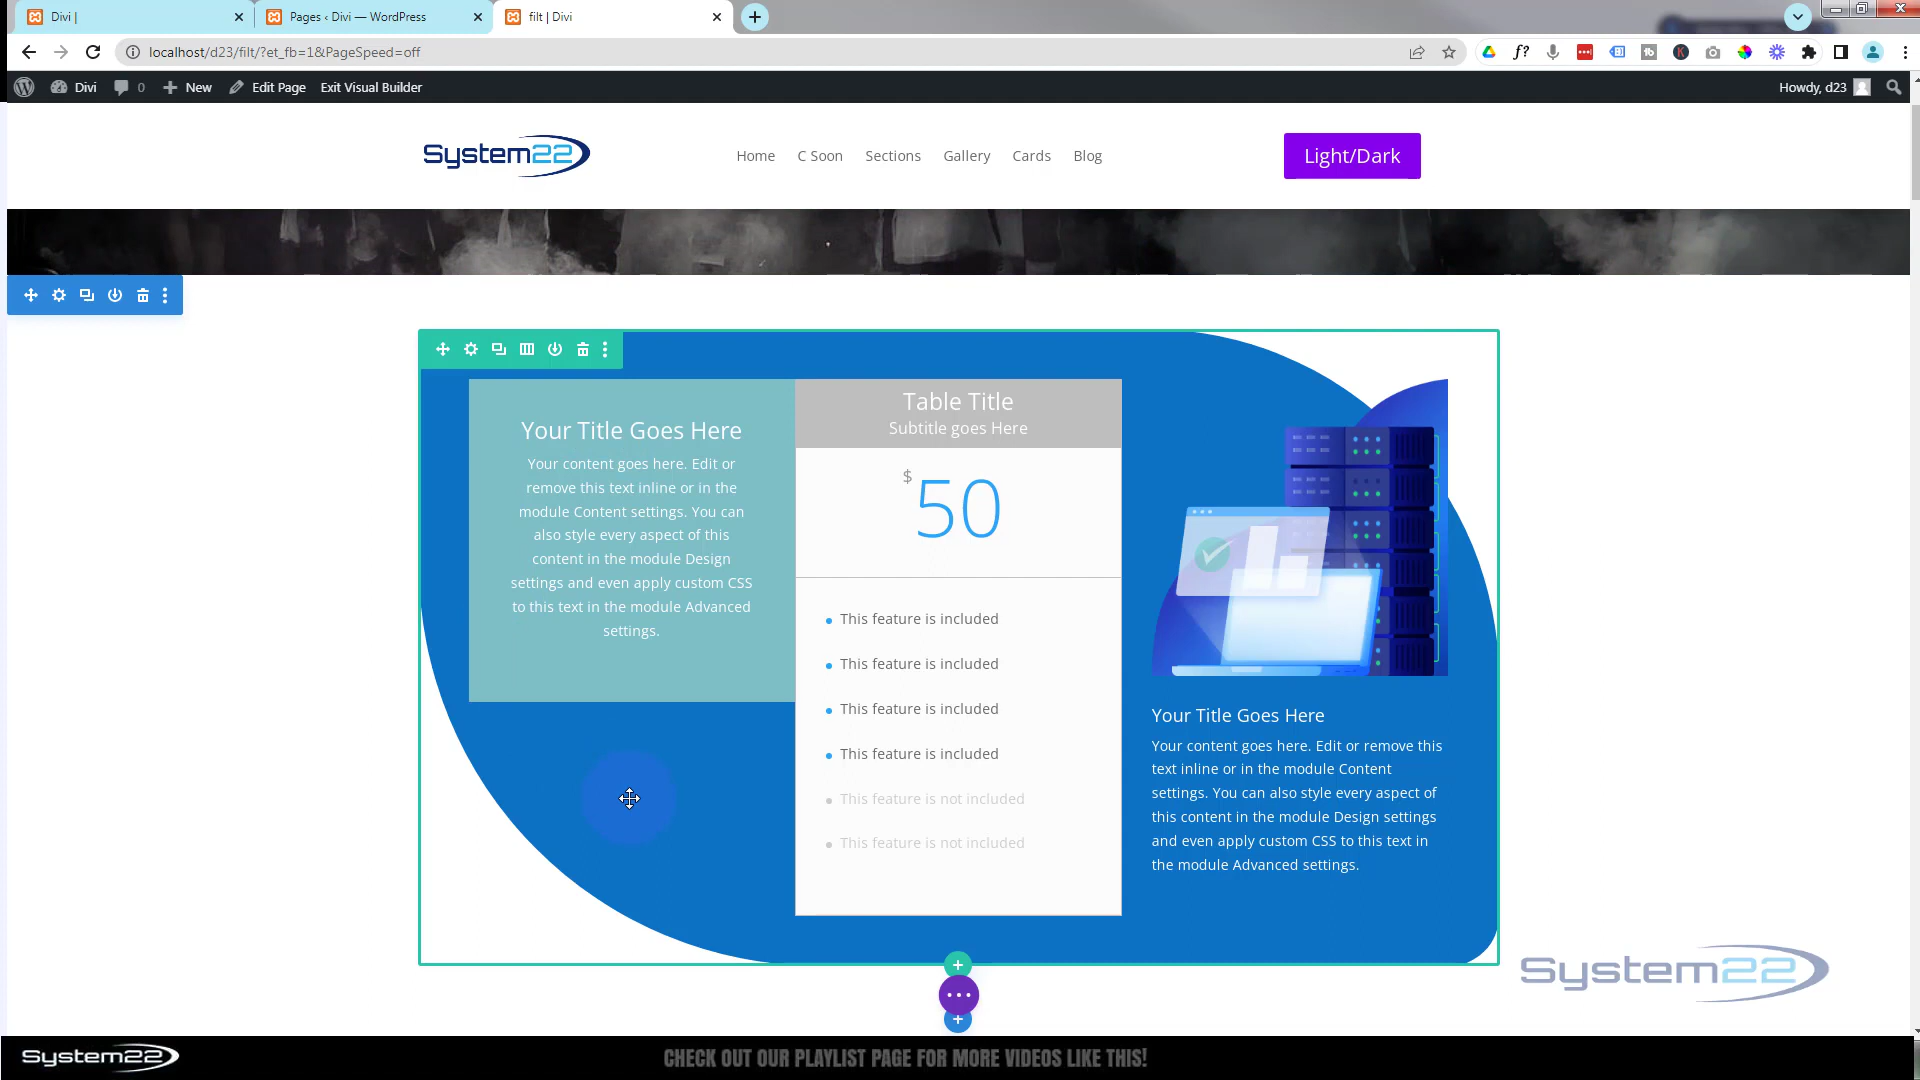 Divi |
Pages ‹ Divi — WordPress
filt | Divi
localhost/d23/filt/?et_fb=1&PageSpeed=off
Divi
0
New
Edit Page
Exit Visual Builder
Howdy, d23
System22
Home
C Soon
Sections
Gallery
Cards
Blog
Light/Dark
Your Title Goes Here
Your content goes here. Edit or
remove this text inline or in the
module Content settings. You can
also style every aspect of this
content in the module Design
settings and even apply custom CSS
to this text in the module Advanced
settings.
Table Title
Subtitle goes Here
$50
This feature is included
This feature is included
This feature is included
This feature is included
This feature is not included
This feature is not included
Your Title Goes Here
Your content goes here. Edit or remove this
text inline or in the module Content
settings. You can also style every aspect of
this content in the module Design settings
and even apply custom CSS to this text in
the module Advanced settings.
System22
System22
CHECK OUT OUR PLAYLIST PAGE FOR MORE VIDEOS LIKE THIS!